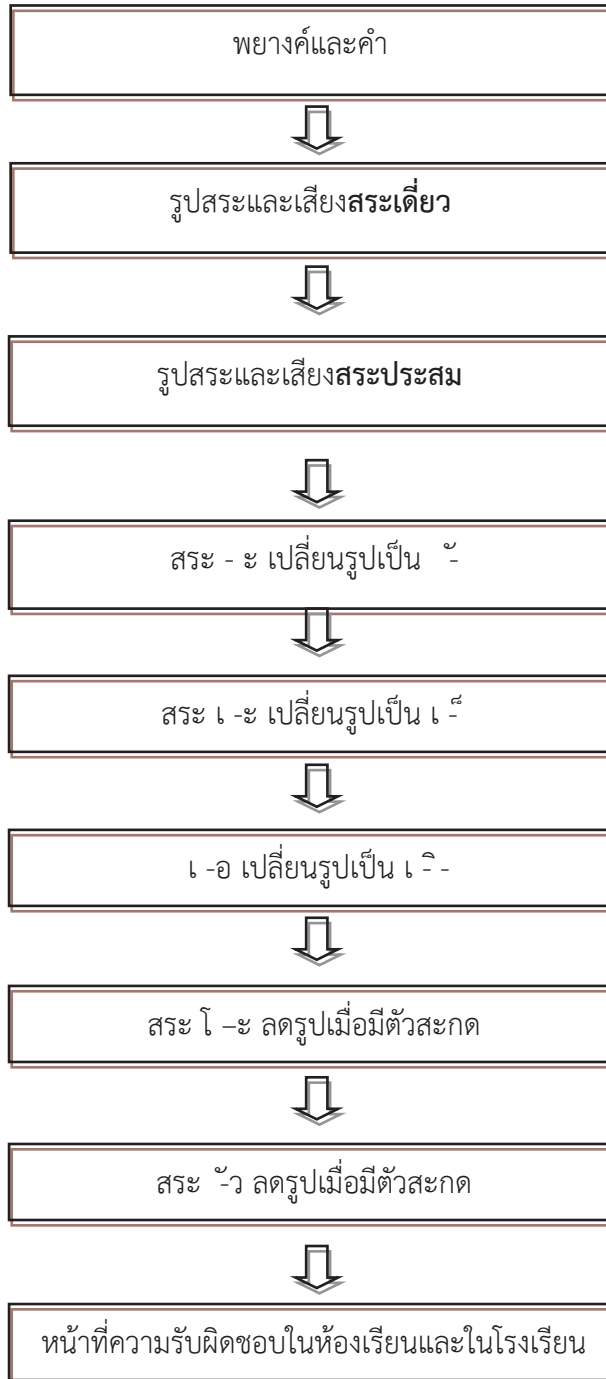 พยางค์และคำ
รูปสระและเสียงสระเดี่ยว
รูปสระและเสียงสระประสม
สระ - ะ เปลี่ยนรูปเป็น  ั-
สระ เ -ะ เปลี่ยนรูปเป็น เ -็
เ -อ เปลี่ยนรูปเป็น เ -ิ -
สระ โ –ะ ลดรูปเมื่อมีตัวสะกด
สระ  ั-ว ลดรูปเมื่อมีตัวสะกด
หน้าที่ความรับผิดชอบในห้องเรียนและในโรงเรียน